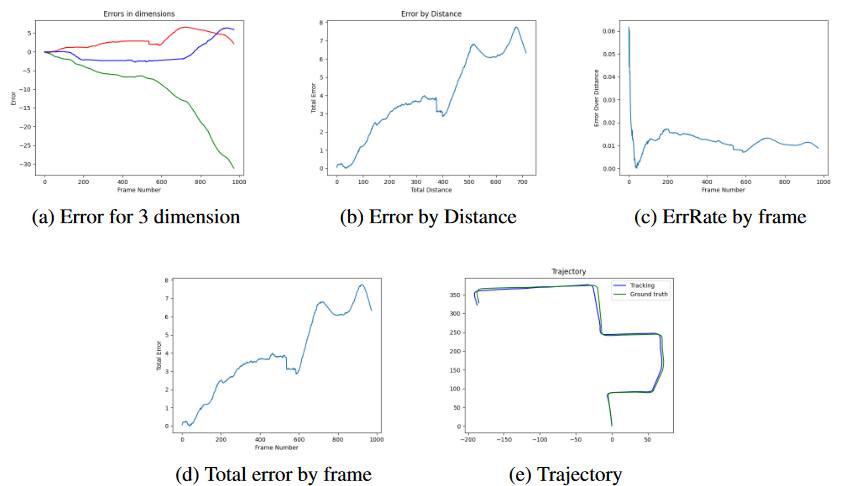 Errors in dimensions
5
0
−5
−10
−15
−20
−25
−30
Error
0 200 400 600 800 1000
Frame Number
(a) Error for 3 dimension
Error by Distance
8
7
6
5
4
3
2
1
0
Total Error
0 100 200 300 400 500 600 700
Total Distance
(b) Error by Distance
0.06
0.05
0.04
0.03
0.02
0.01
0.00
Error Over Distance
0 200 400 600 800 1000
Frame Number
(c) ErrRate by frame
8
7
6
5
4
3
2
1
0
Total Error
0 200 400 600 800 1000
Frame Number
(d) Total error by frame
Trajectory
Tracking
Ground truth
350
300
250
200
150
100
50
0
−200 −150 −100 −50 0 50
(e) Trajectory